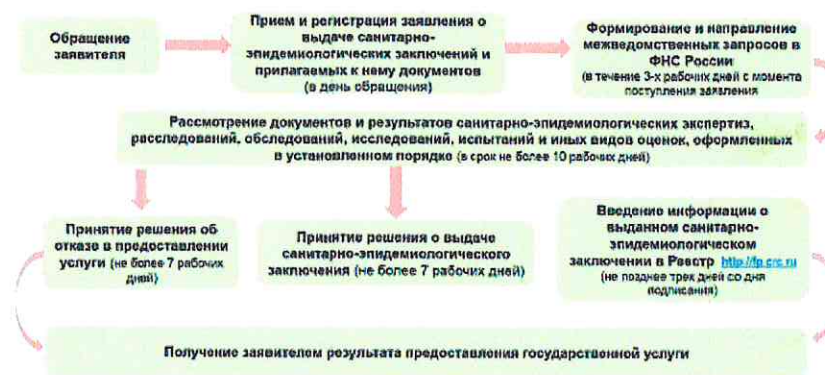 Обращение
заявителя
Прием и регистрация заявления о
выдаче санитарно-
эпидемиологических заключений и
прилагаемых к нему документов
(в день обращения)
Формирование и направление
межведомственных запросов в
ФНС России
(в течение 3-х рабочих дней с момента
поступления заявления
Рассмотрение документов и результатов санитарно-эпидемиологических экспертиз,
расследований, обследований, исследований, испытаний и иных видов оценок, оформленных
в установленном порядке (в срок не более 10 рабочих дней)
Принятие решения об
отказе в предоставлении
услуги (не более 7 рабочих
дней)
Принятие решения о выдаче
санитарно-эпидемиологического
заключения (не более 7 рабочих дней)
Введение информации о
выданном санитарно-
эпидемиологическом
заключении в Реестр http://fp.crc.ru
(не позднее трех дней со дня
подписания)
Получение заявителем результата предоставления государственной услуги